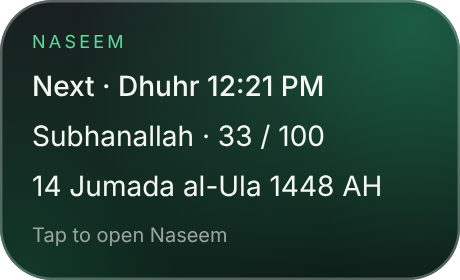 NASEEM
Next · Dhuhr 12:21 PM
Subhanallah · 33 / 100
14 Jumada al-Ula 1448 AH
Tap to open Naseem